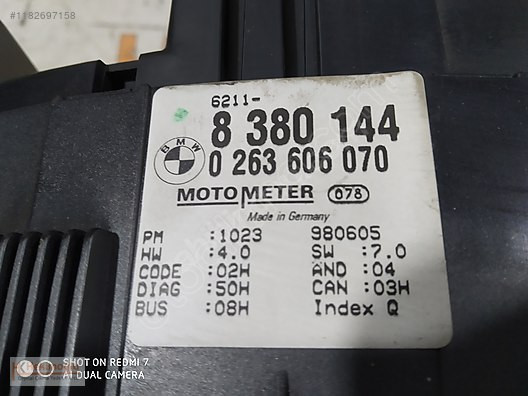 #1182697158
6211-
8 380 144
BMW
0 263 606 070
MOTOMETER 078
Made in Germany
PM :1023 980605
HW :4.0 SW :7.0
CODE :02H AND :04
DIAG :50H CAN :03H
BUS :08H Index Q
SHOT ON REDMI 7
AI DUAL CAMERA